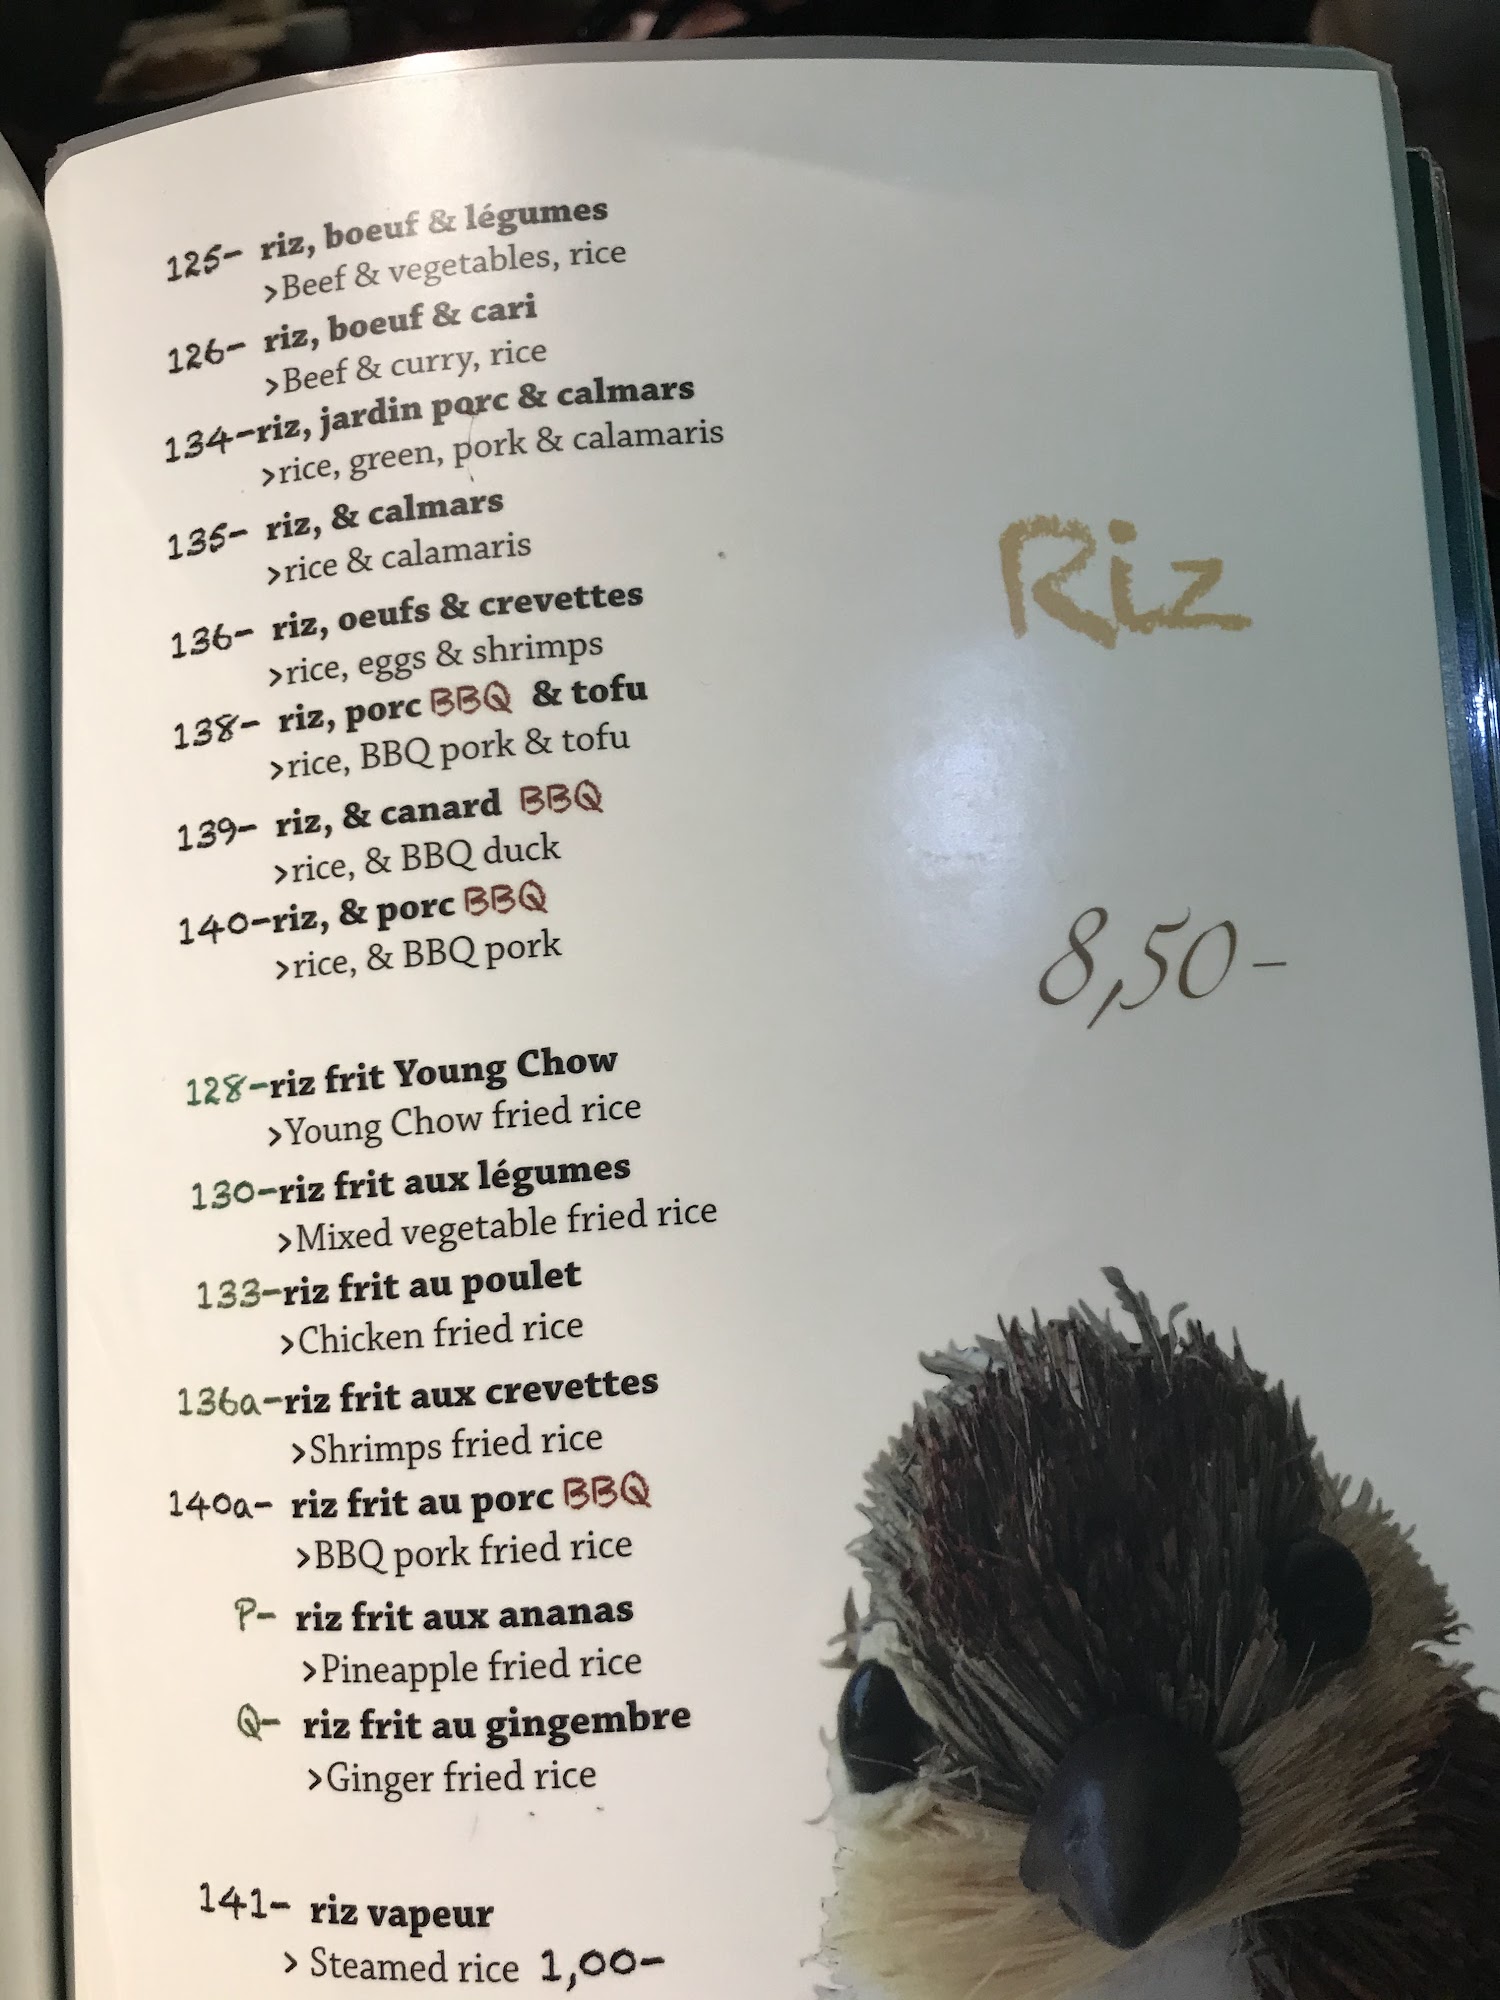 125- riz, boeuf & légumes
>Beef & vegetables, rice
126- riz, boeuf & cari
>Beef & curry, rice
134-riz, jardin porc & calmars
>rice, green, pork & calamaris
135- riz, & calmars
>rice & calamaris
136- riz, oeufs & crevettes
>rice, eggs & shrimps
138- riz, porc BBQ & tofu
>rice, BBQ pork & tofu
139- riz, & canard BBQ
>rice, & BBQ duck
140-riz, & porc BBQ
>rice, & BBQ pork
128-riz frit Young Chow
>Young Chow fried rice
130-riz frit aux légumes
>Mixed vegetable fried rice
133-riz frit au poulet
>Chicken fried rice
136a-riz frit aux crevettes
>Shrimps fried rice
140a- riz frit au porc BBQ
>BBQ pork fried rice
P- riz frit aux ananas
>Pineapple fried rice
Q- riz frit au gingembre
>Ginger fried rice
141- riz vapeur
> Steamed rice 1,00-
Riz
8,50-